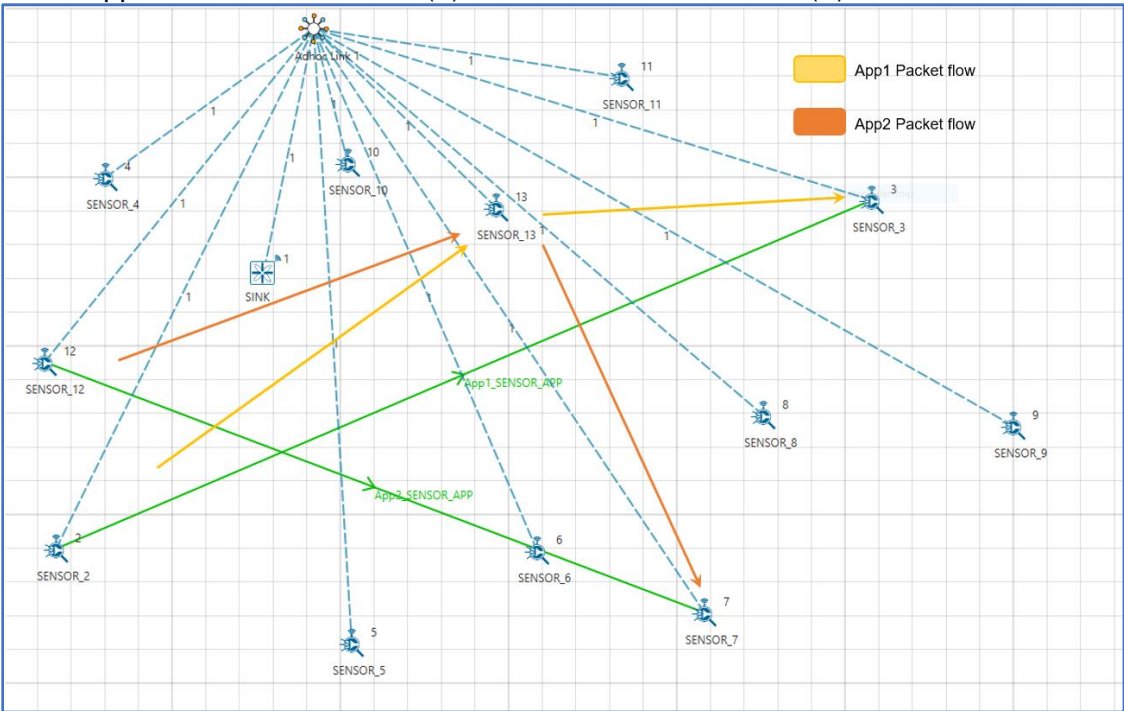 Adhoc Link 1
1
11
SENSOR_11
App1 Packet flow
App2 Packet flow
1
1
1
1
4
SENSOR_4
1
10
SENSOR_10
1
13
SENSOR_13
1
3
SENSOR_3
1
1
SINK
1
1
1
1
12
SENSOR_12
App1_SENSOR_APP
8
SENSOR_8
9
SENSOR_9
App2_SENSOR_APP
2
SENSOR_2
6
SENSOR_6
7
SENSOR_7
5
SENSOR_5